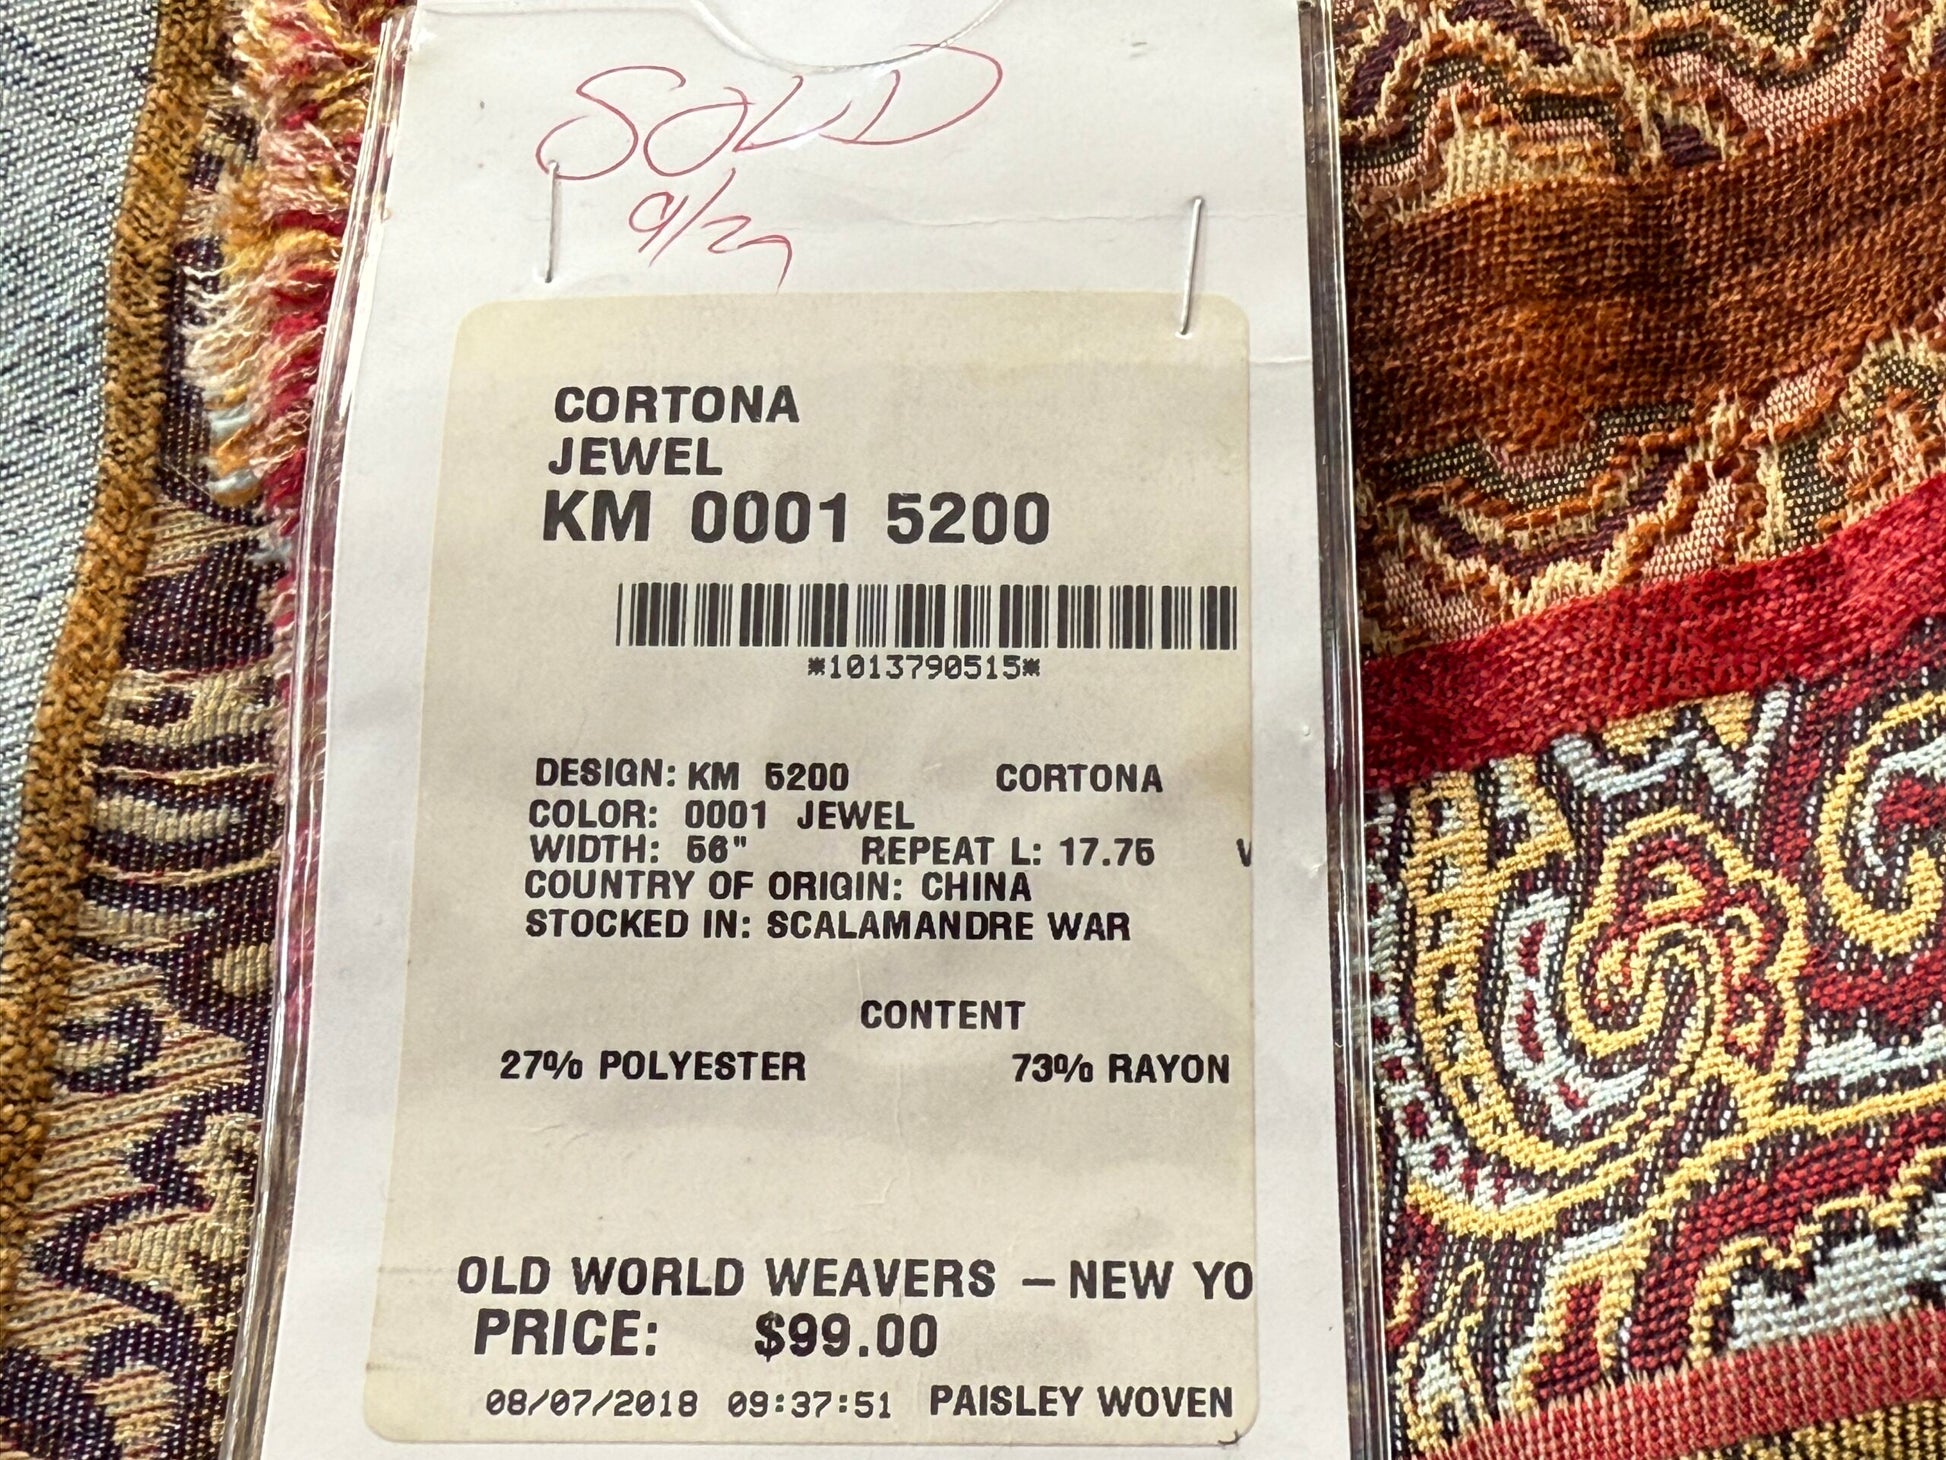 SOLD
9/27
CORTONA
JEWEL
KM 0001 5200
*1013790515*
DESIGN: KM 5200 CORTONA
COLOR: 0001 JEWEL
WIDTH: 56" REPEAT L: 17.75 V
COUNTRY OF ORIGIN: CHINA
STOCKED IN: SCALAMANDRE WAR
CONTENT
27% POLYESTER 73% RAYON
OLD WORLD WEAVERS – NEW YO
PRICE: $99.00
08/07/2018 09:37:51 PAISLEY WOVEN